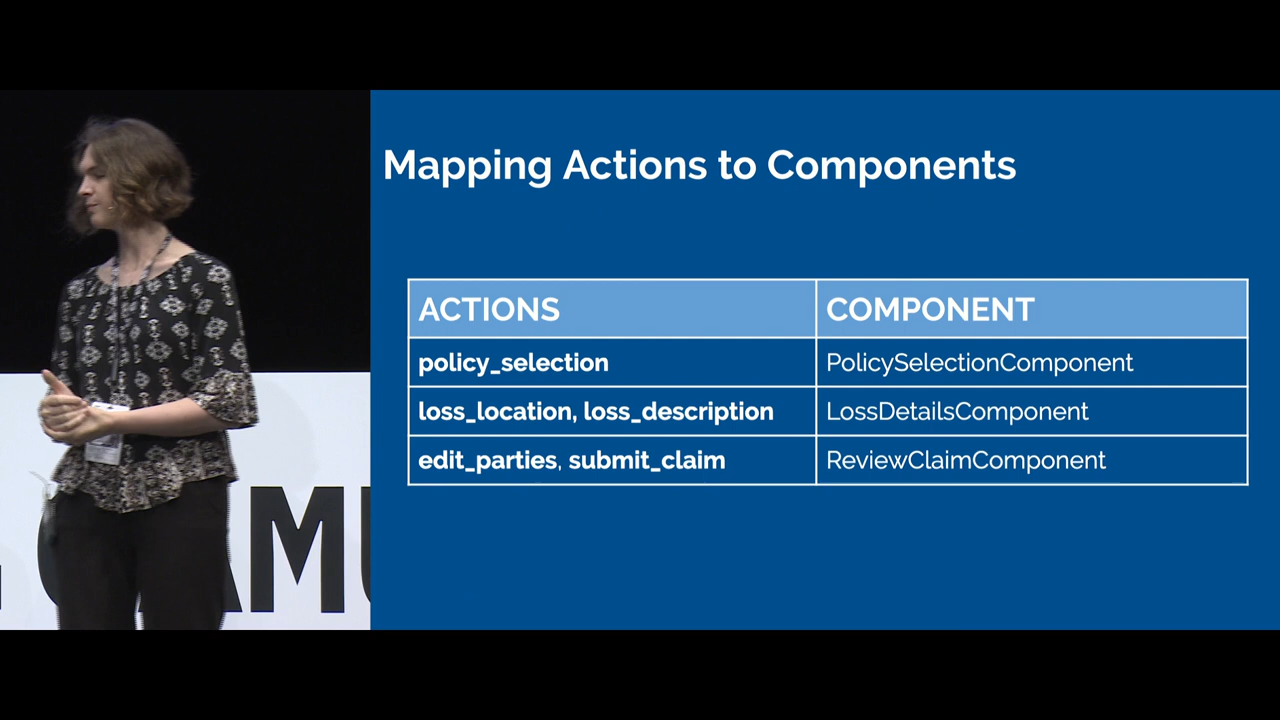 Mapping Actions to Components
ACTIONS COMPONENT
policy_selection PolicySelectionComponent
loss_location, loss_description LossDetailsComponent
edit_parties, submit_claim ReviewClaimComponent